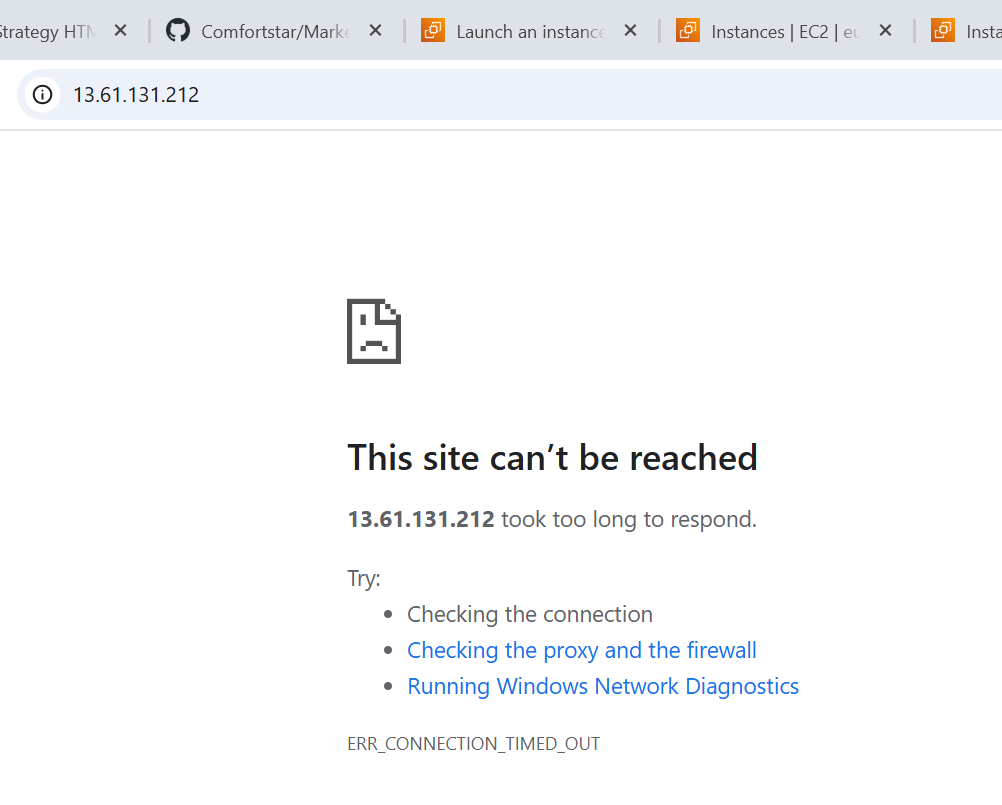 Strategy HTM Comfortstar/Marke Launch an instance Instances | EC2 | eu Insta
13.61.131.212
This site can’t be reached
13.61.131.212 took too long to respond.
Try:
Checking the connection
Checking the proxy and the firewall
Running Windows Network Diagnostics
ERR_CONNECTION_TIMED_OUT